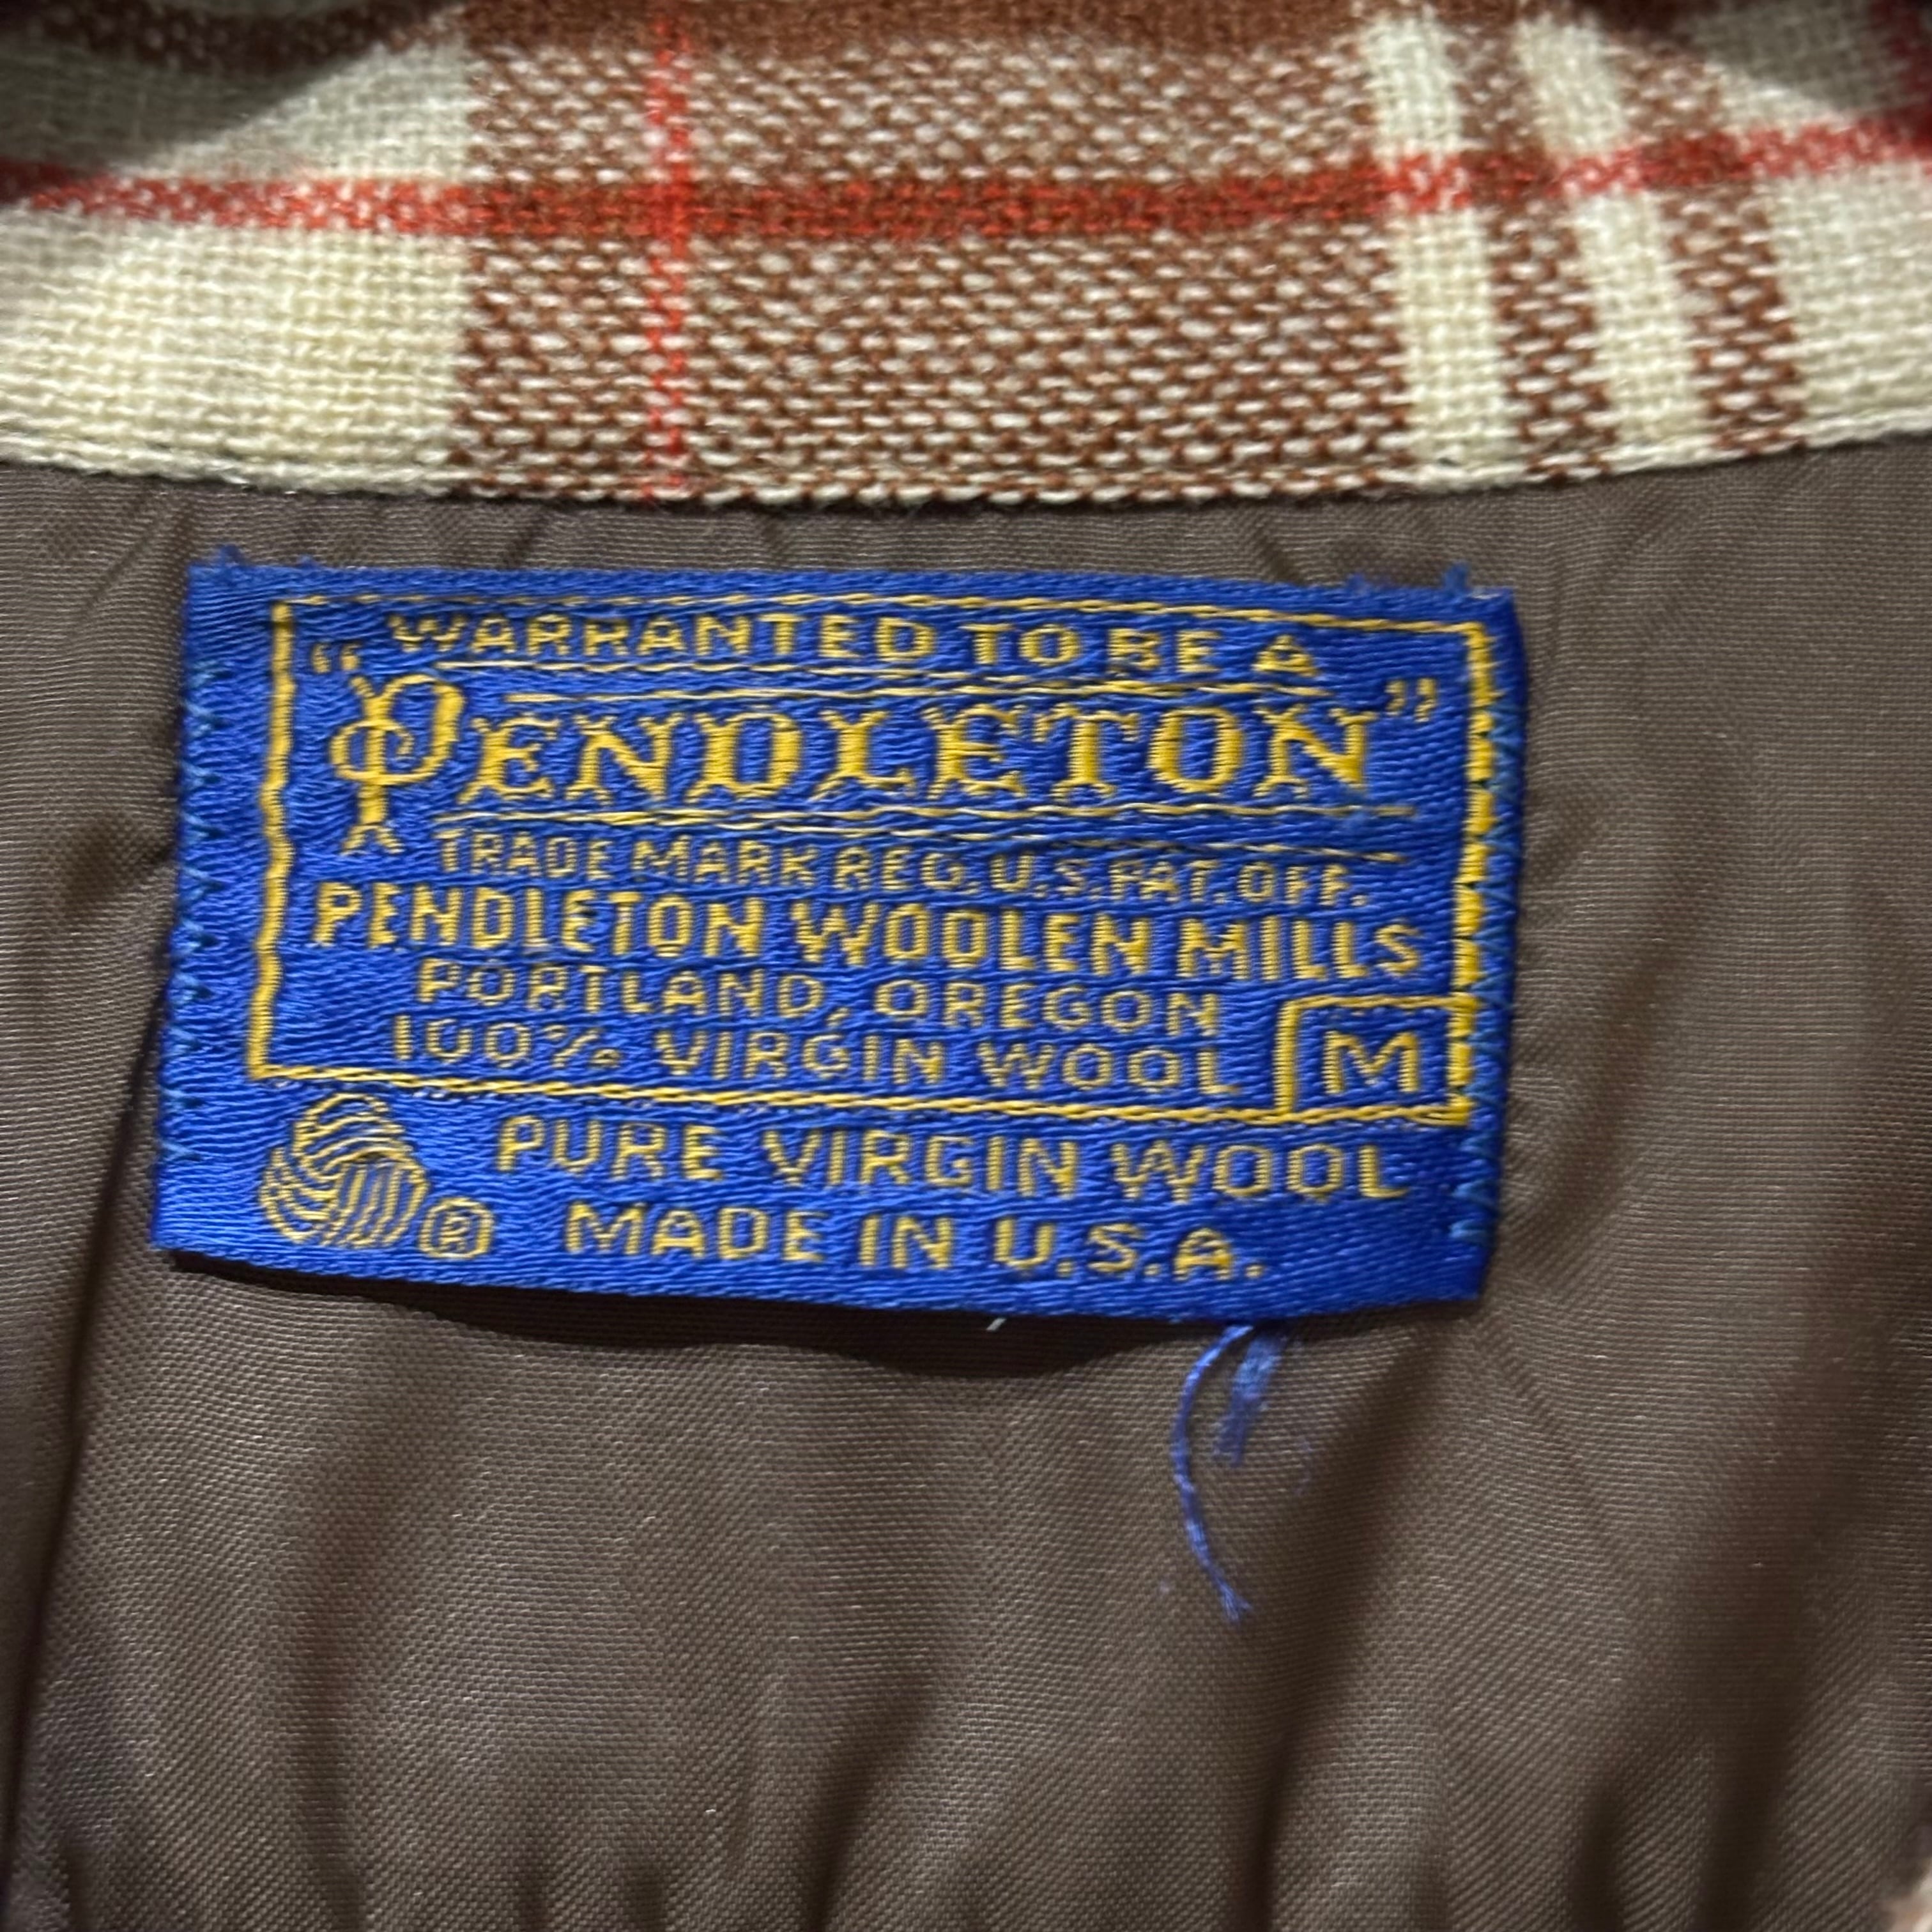 WARRANTED TO BE A
“PENDLETON”
TRADE MARK REG. U.S. PAT. OFF.
PENDLETON WOOLEN MILLS
PORTLAND, OREGON
100% VIRGIN WOOL M
PURE VIRGIN WOOL
® MADE IN U.S.A.